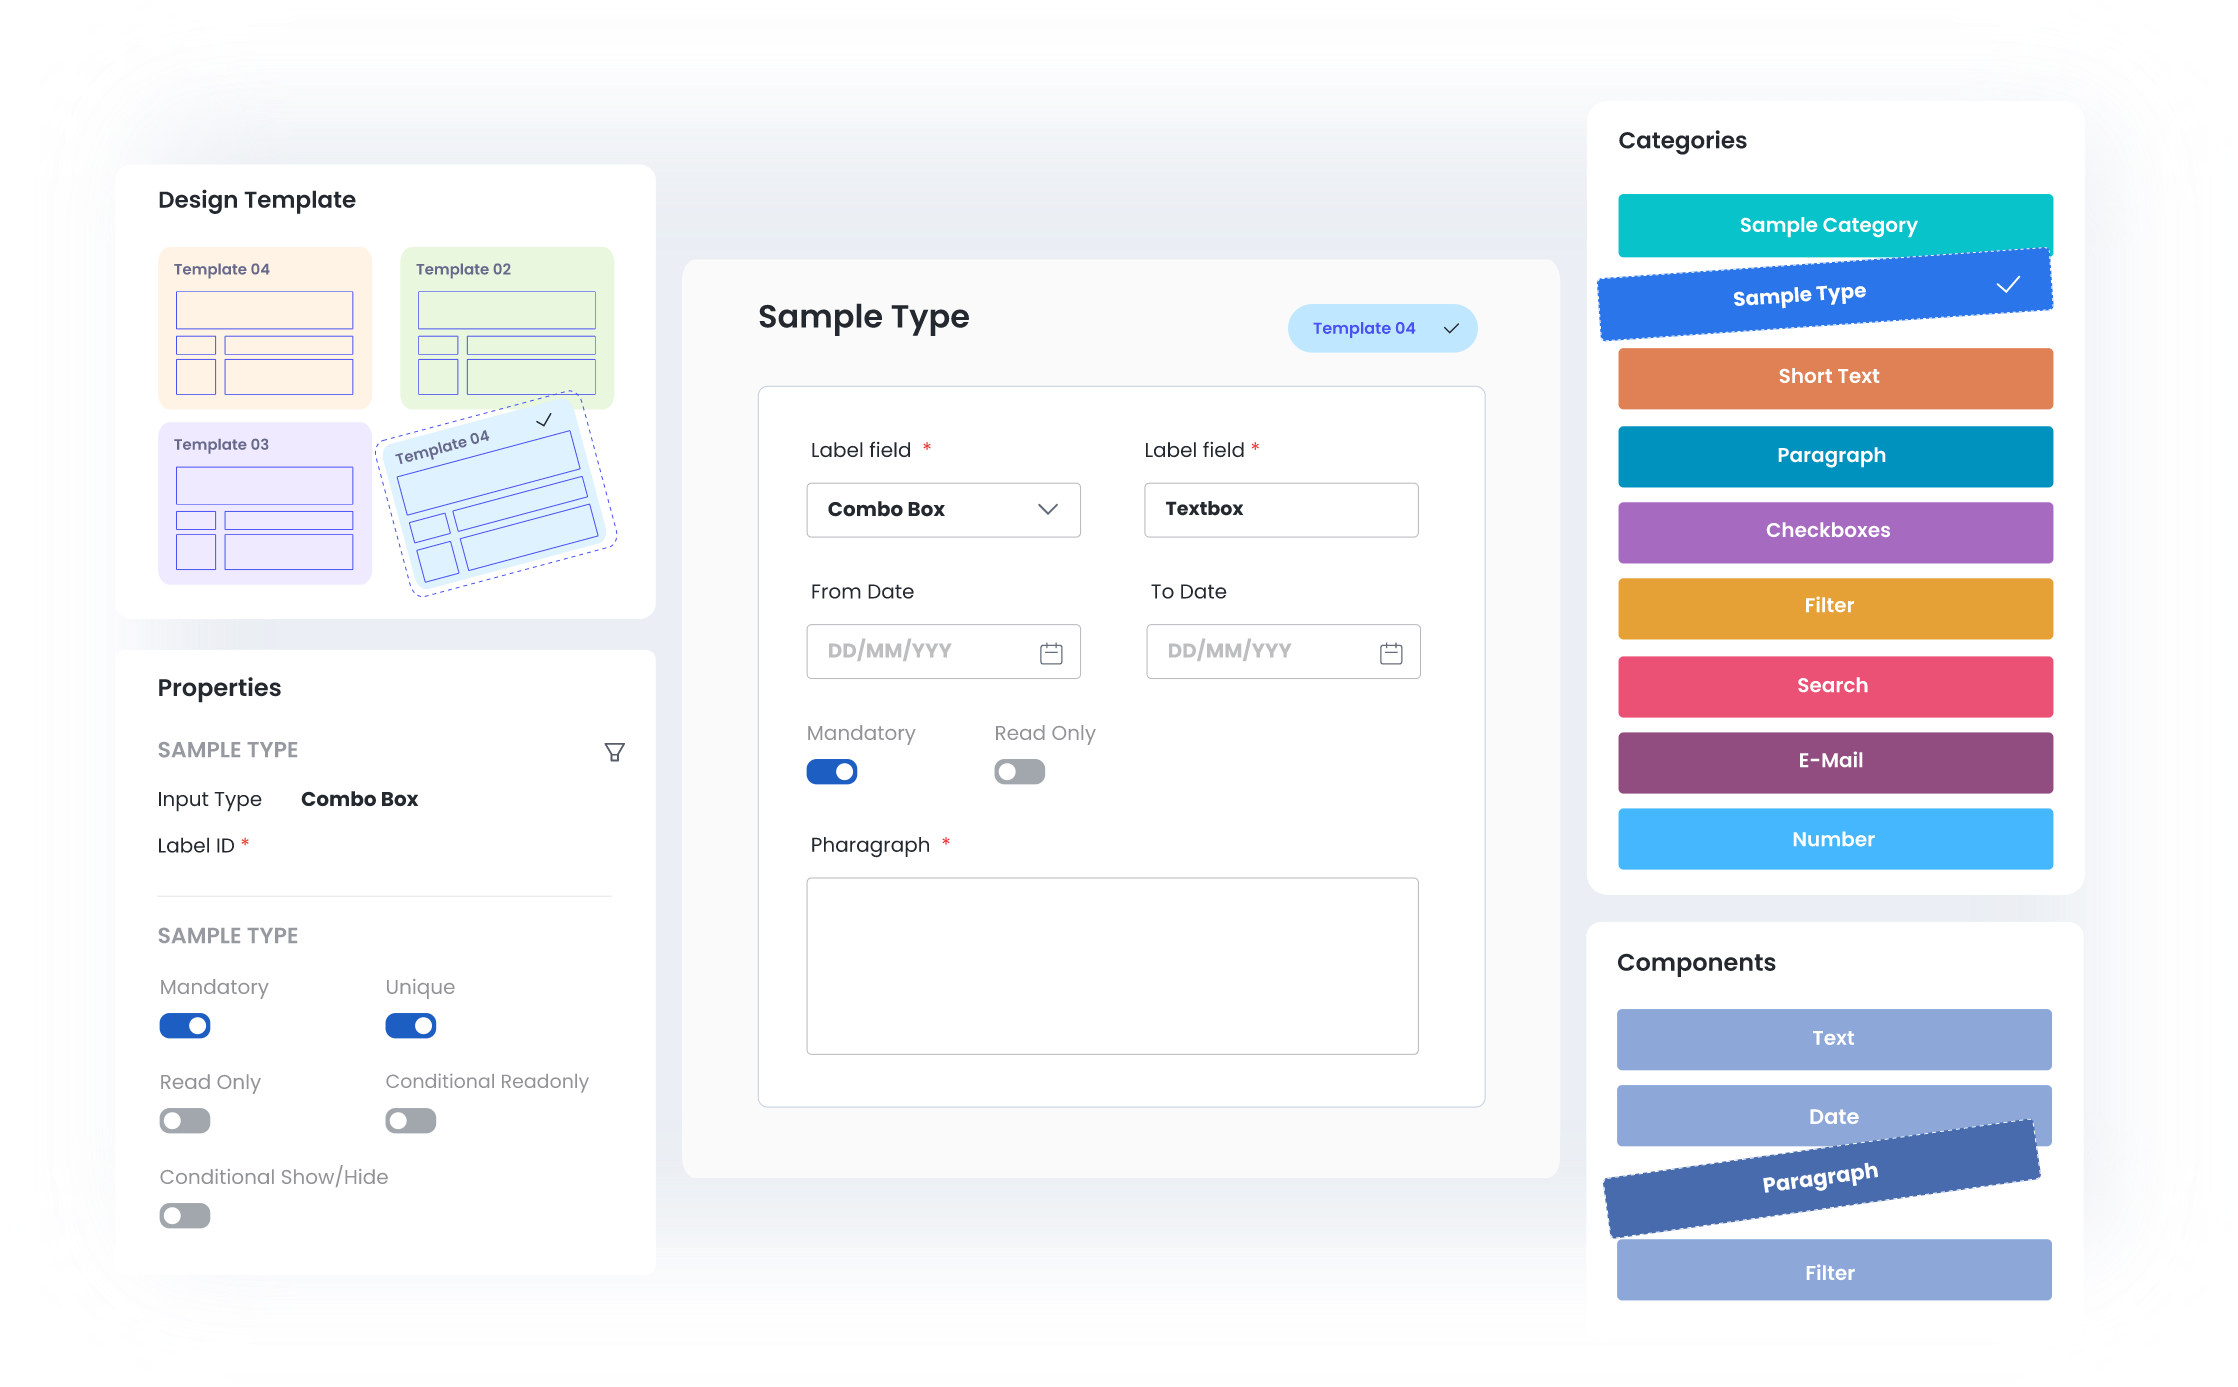 Design Template
Template 04
Template 02
Template 03
Template 04
Properties
SAMPLE TYPE
Input Type Combo Box
Label ID *
SAMPLE TYPE
Mandatory Unique
Read Only Conditional Readonly
Conditional Show/Hide
Sample Type
Template 04
Label field * Label field *
Combo Box Textbox
From Date To Date
DD/MM/YYY DD/MM/YYY
Mandatory Read Only
Pharagraph *
Categories
Sample Category
Sample Type
Short Text
Paragraph
Checkboxes
Filter
Search
E-Mail
Number
Components
Text
Date
Paragraph
Filter